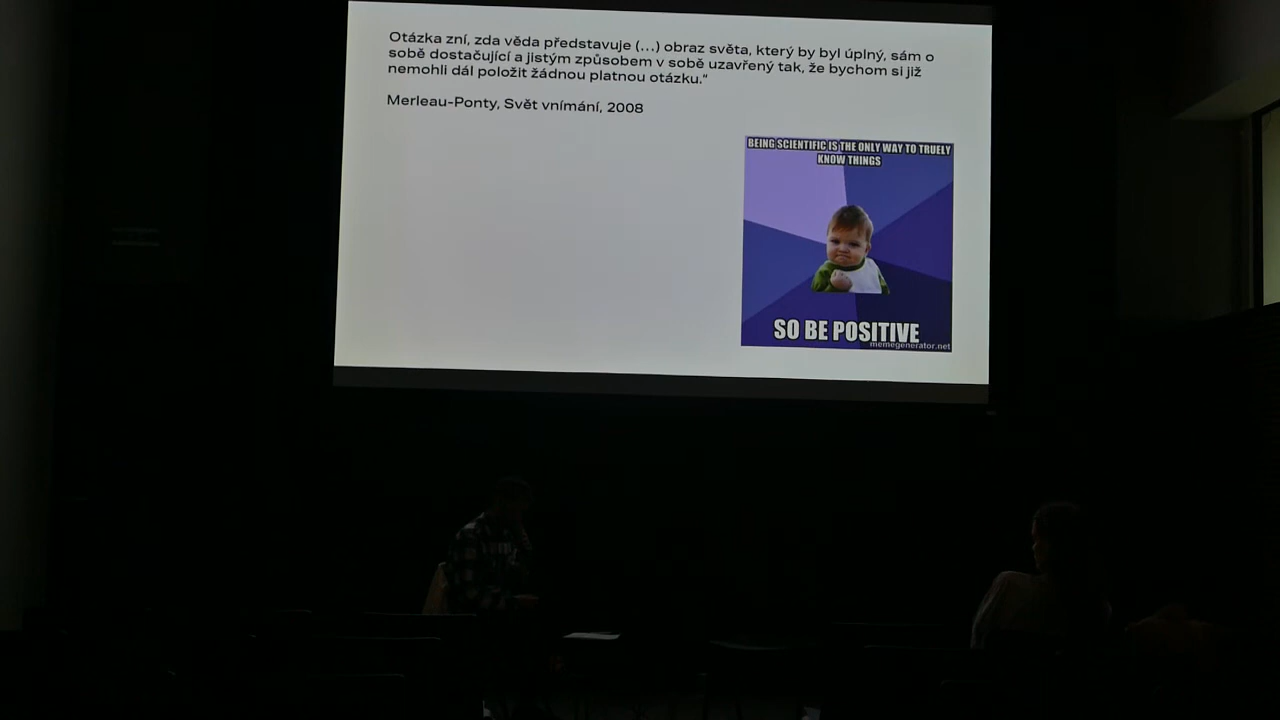 Otázka zní, zda věda představuje (...) obraz světa, který by byl úplný, sám o
sobě dostačující a jistým způsobem v sobě uzavřený tak, že bychom si již
nemohli dál položit žádnou platnou otázku.“
Merleau-Ponty, Svět vnímání, 2008
BEING SCIENTIFIC IS THE ONLY WAY TO TRUELY
KNOW THINGS
SO BE POSITIVE
memegenerator.net